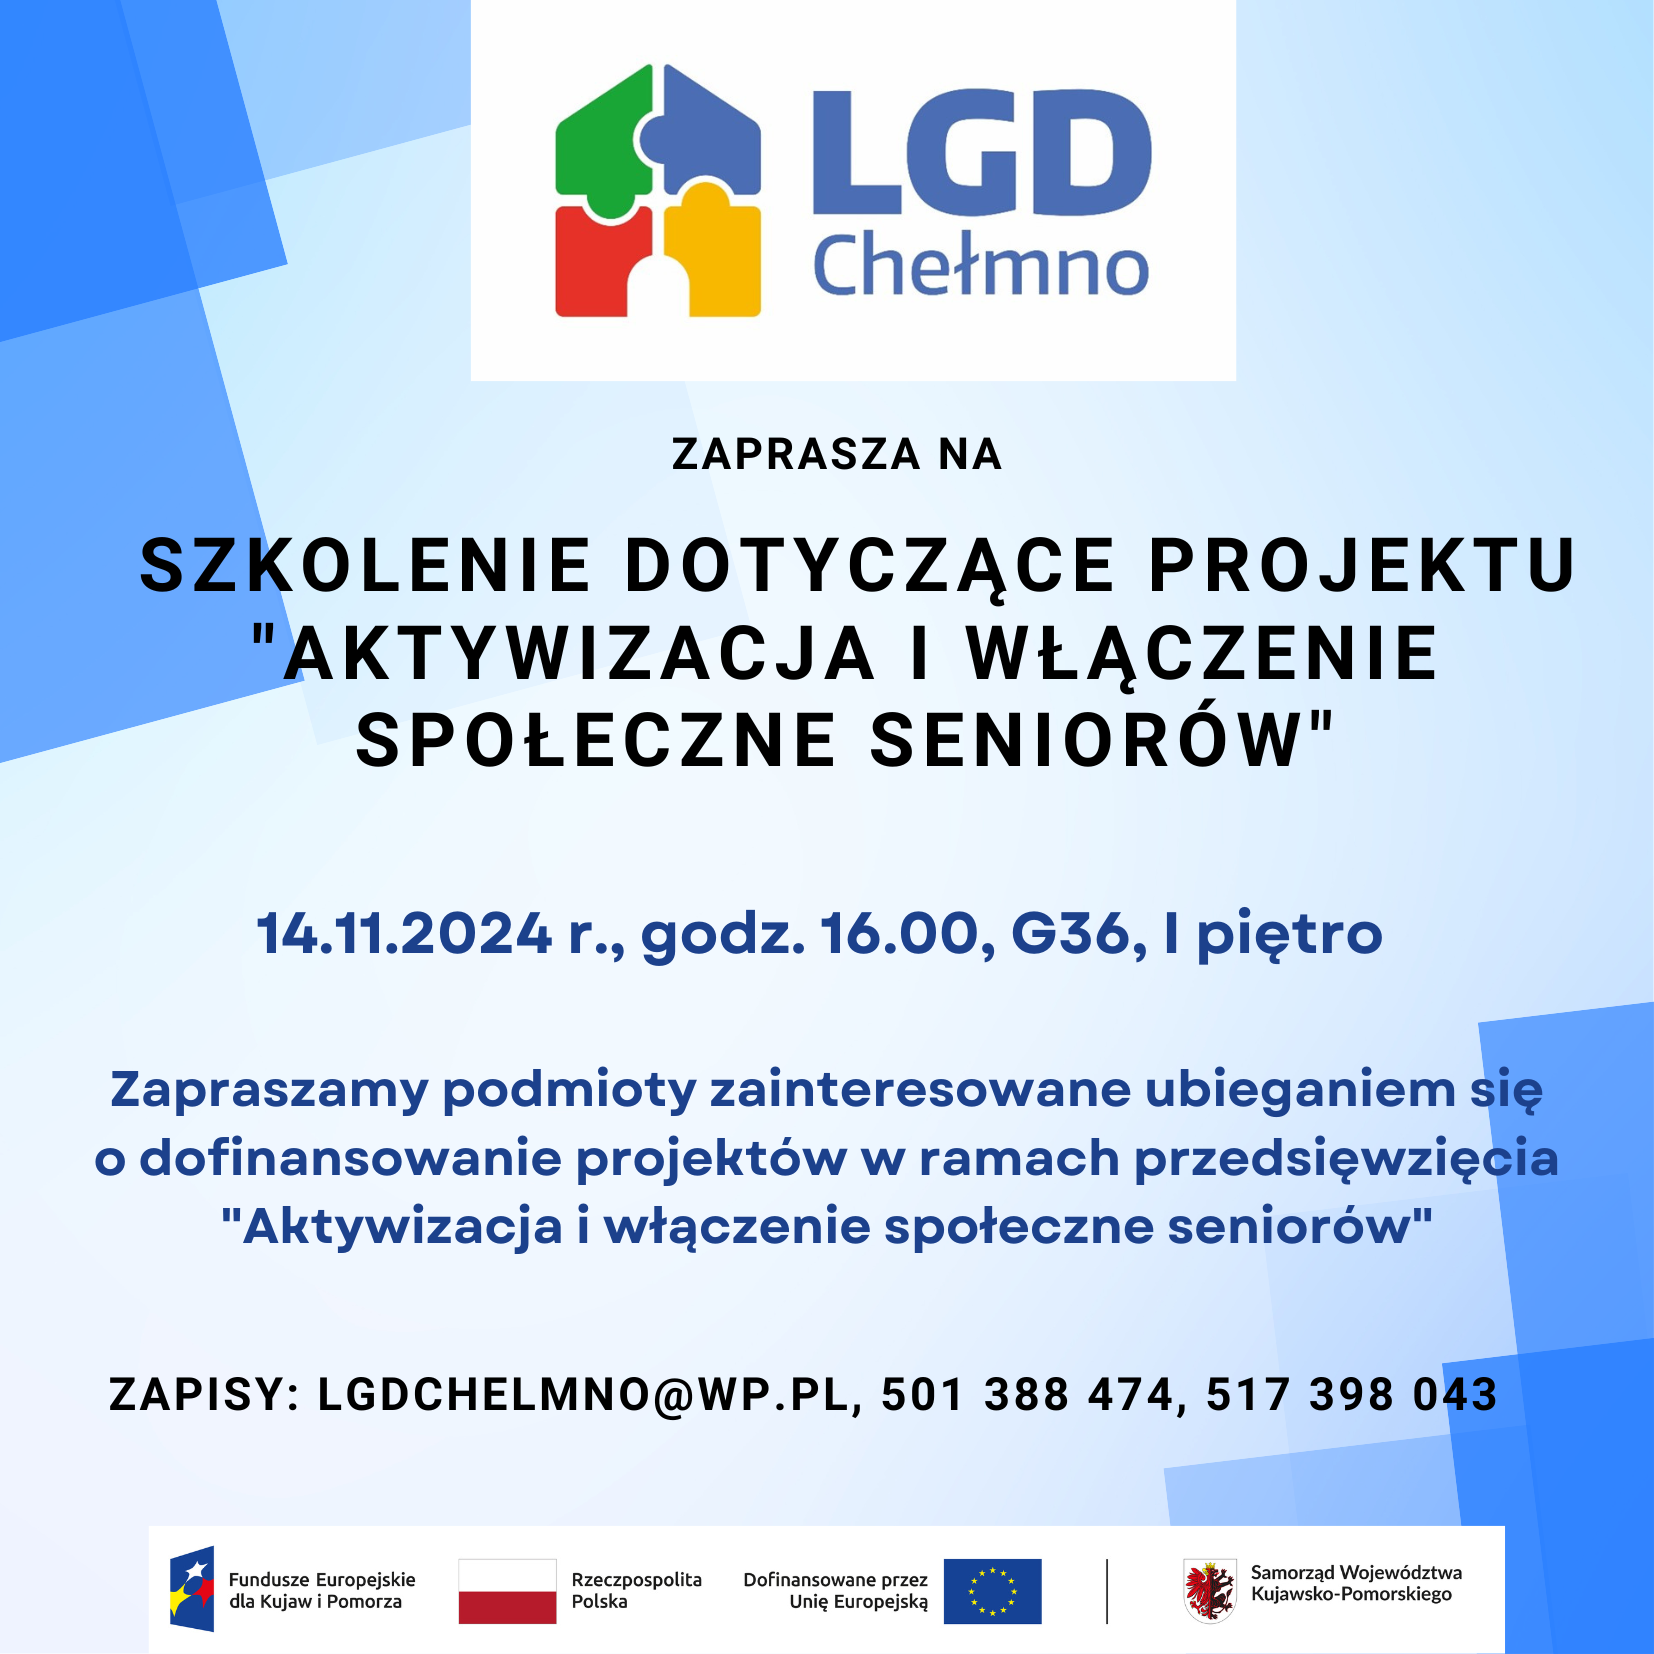 LGD
Chełmno
ZAPRASZA NA
SZKOLENIE DOTYCZĄCE PROJEKTU
"AKTYWIZACJA I WŁĄCZENIE
SPOŁECZNE SENIORÓW"
14.11.2024 r., godz. 16.00, G36, I piętro
Zapraszamy podmioty zainteresowane ubieganiem się
o dofinansowanie projektów w ramach przedsięwzięcia
"Aktywizacja i włączenie społeczne seniorów"
ZAPISY: LGDCHELMNO@WP.PL, 501 388 474, 517 398 043
Fundusze Europejskie
dla Kujaw i Pomorza
Rzeczpospolita
Polska
Dofinansowane przez
Unię Europejską
Samorząd Województwa
Kujawsko-Pomorskiego